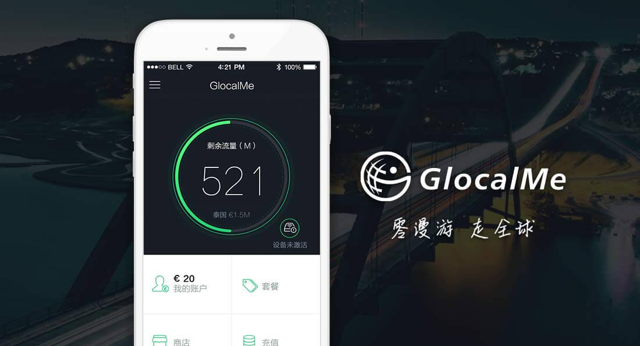 BELL
4:21 PM
100%
GlocalMe
剩余流量（M）
521
泰国 €1.5M
设备未激活
€ 20
我的账户
套餐
商店
充值
GlocalMe
零漫游 走全球